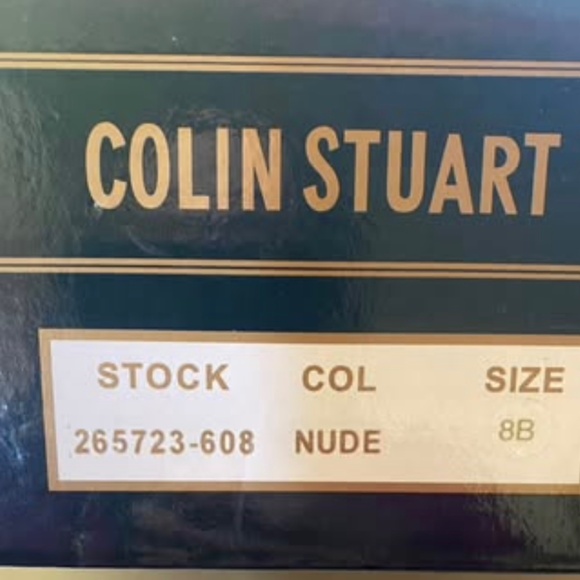 COLIN STUART
STOCK COL SIZE
265723-608 NUDE 8B